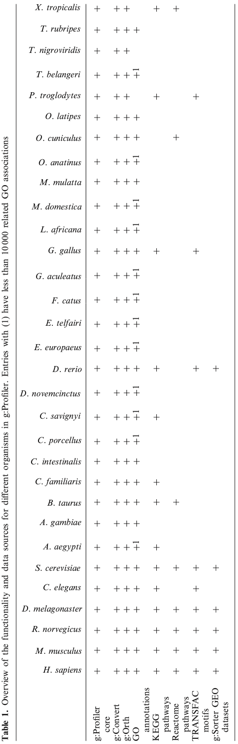 Table 1. Overview of the functionality and data sources for different organisms in g:Profiler. Entries with (1) have less than 10 000 related GO associations
H. sapiens M. musculus R. norvegicus D. melagonaster C. elegans S. cerevisiae A. aegypti A. gambiae B. taurus C. familiaris C. intestinalis C. porcellus C. savignyi D. novemcinctus D. rerio E. europaeus E. telfairi F. catus G. aculeatus G. gallus L. africana M. domestica M. mulatta O. anatinus O. cuniculus O. latipes P. troglodytes T. belangeri T. nigroviridis T. rubripes X. tropicalis
g:Profiler core + + + + + + + + + + + + + + + + + + + + + + + + + + + + + + +
g:Convert + + + + + + + + + + + + + + + + + + + + + + + + + + + + + + +
g:Orth + + + + + + + + + + + + + + + + + + + + + + + + + + + + + + +
GO annotations + + + + + + +1 + + + + +1 +1 +1 + +1 +1 +1 +1 + +1 +1 + +1 + + +1 + +
KEGG pathways + + + + + + + + + + + + + +
Reactome pathways + + + + + + + +
TRANSFAC motifs + + + + + + + + +
g:Sorter GEO datasets + + + + + +